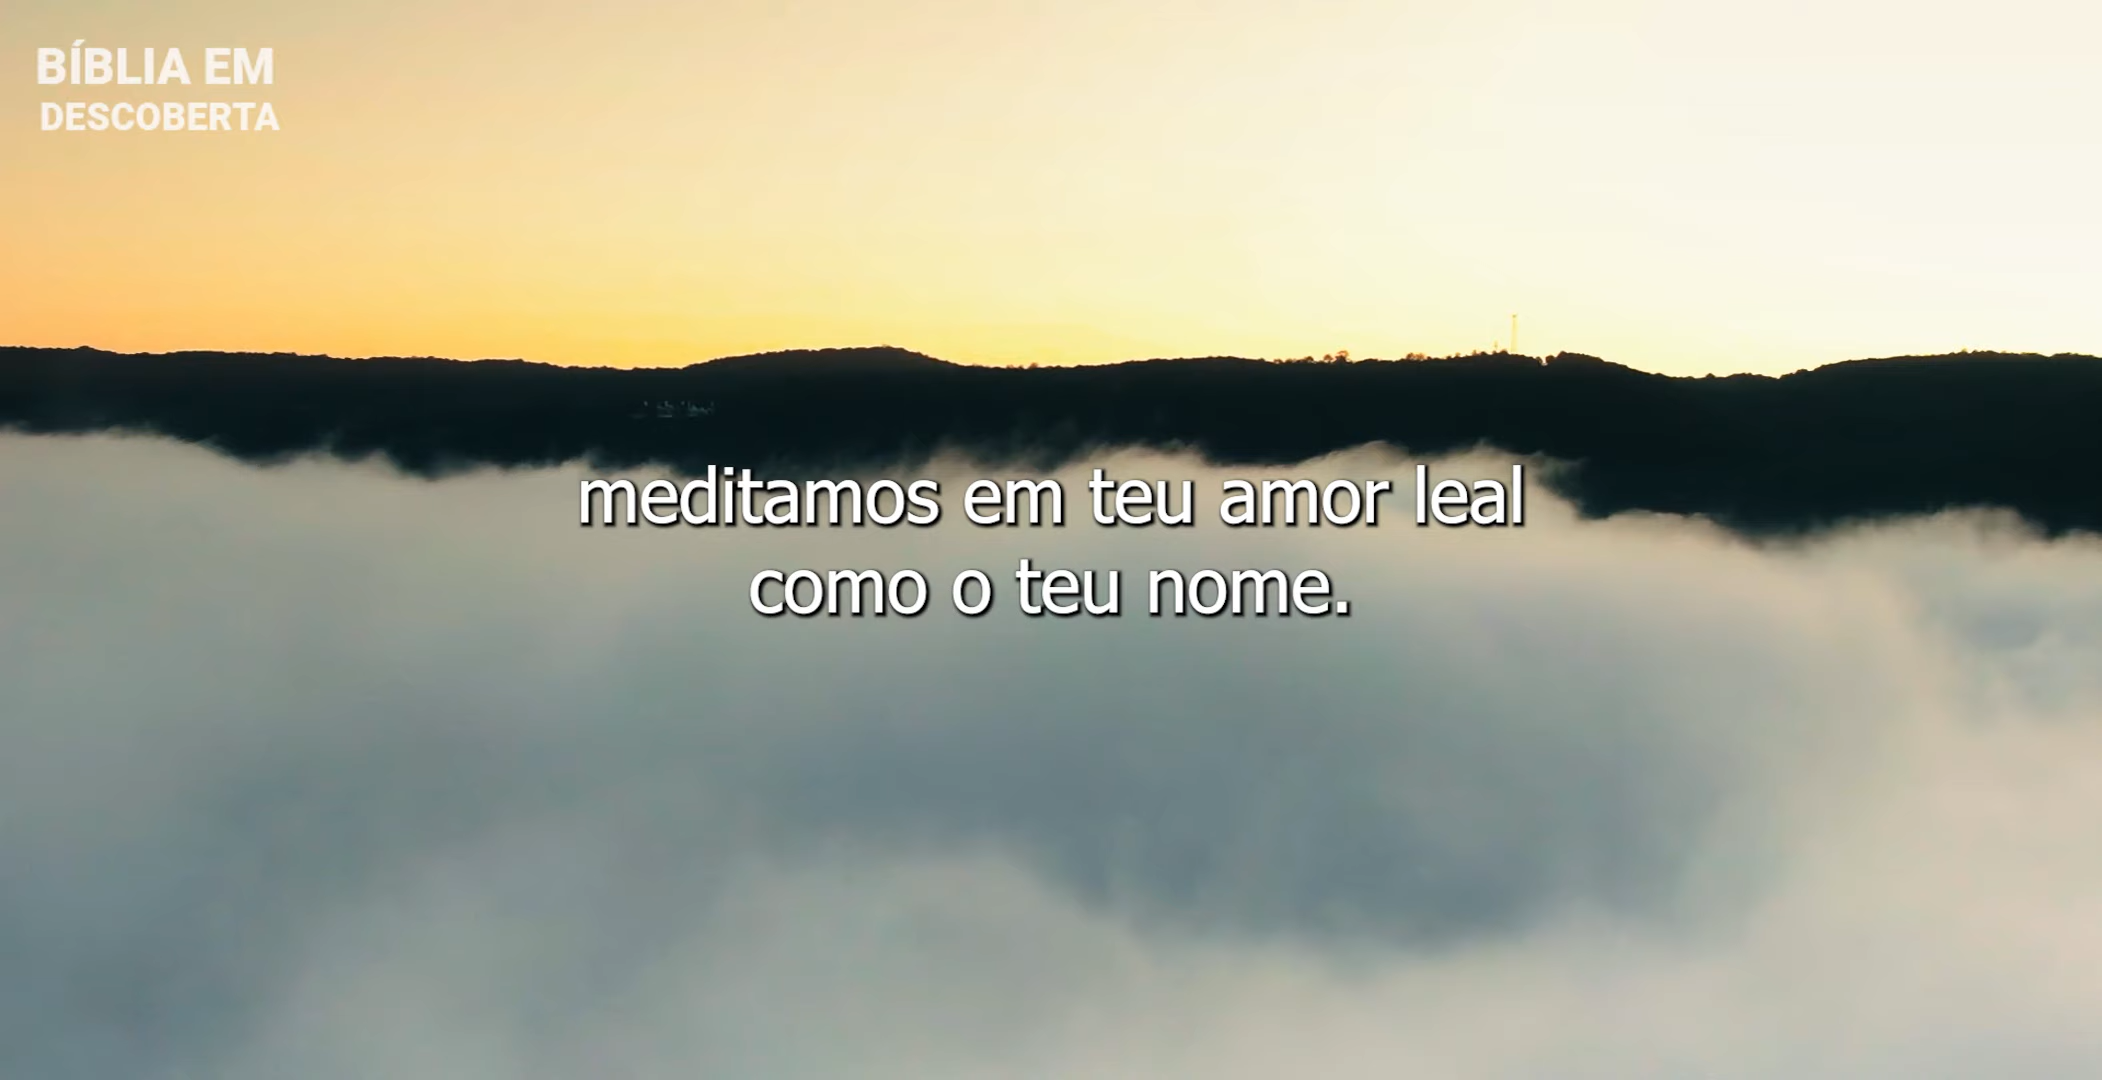 BÍBLIA EM
DESCOBERTA
meditamos em teu amor leal
como o teu nome.